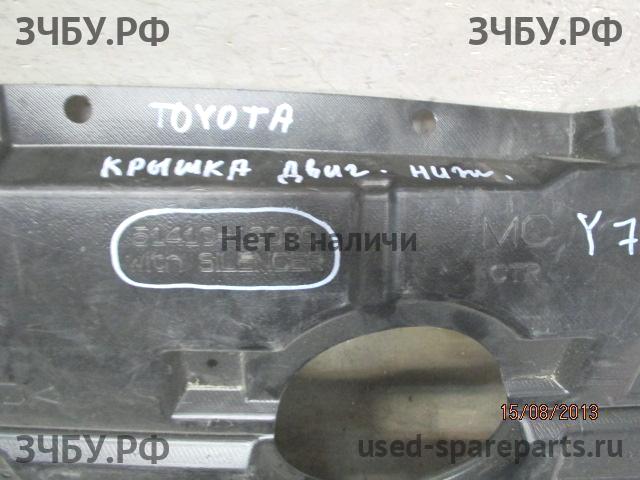 ЗЧБУ.РФ ЗЧБУ.РФ
TOYOTA
КРЫШКА ДВИГ. НИЖ.
Нет в наличи
MC Y7
WITH SILENCER
CTR
15/08/2013
ЗЧБУ.РФ used-spareparts.ru